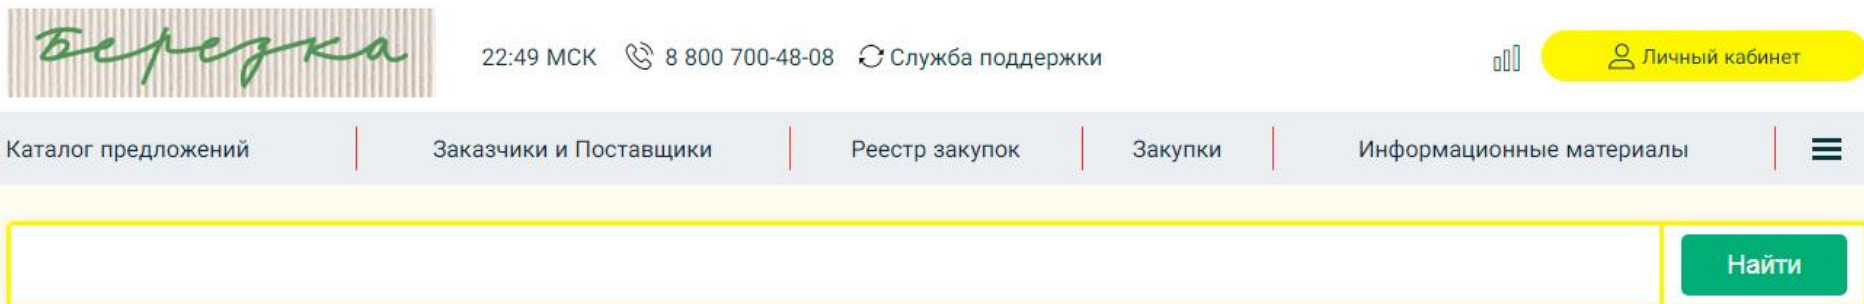 Березка
22:49 МСК 8 800 700-48-08 Служба поддержки Личный кабинет
Каталог предложений Заказчики и Поставщики Реестр закупок Закупки Информационные материалы
Найти